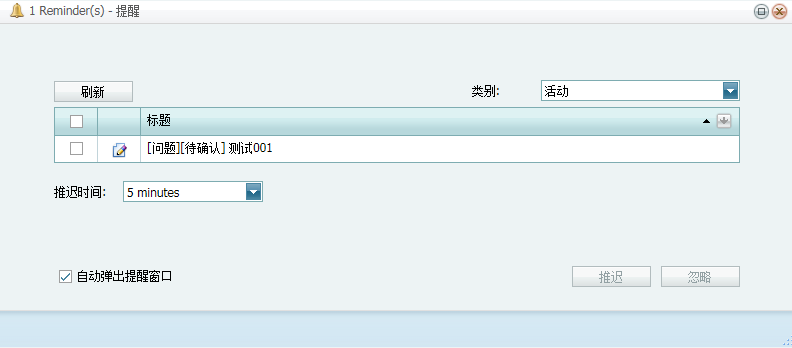 1 Reminder(s) - 提醒
刷新 类别: 活动
标题
[问题][待确认] 测试001
推迟时间: 5 minutes
自动弹出提醒窗口 推迟 忽略